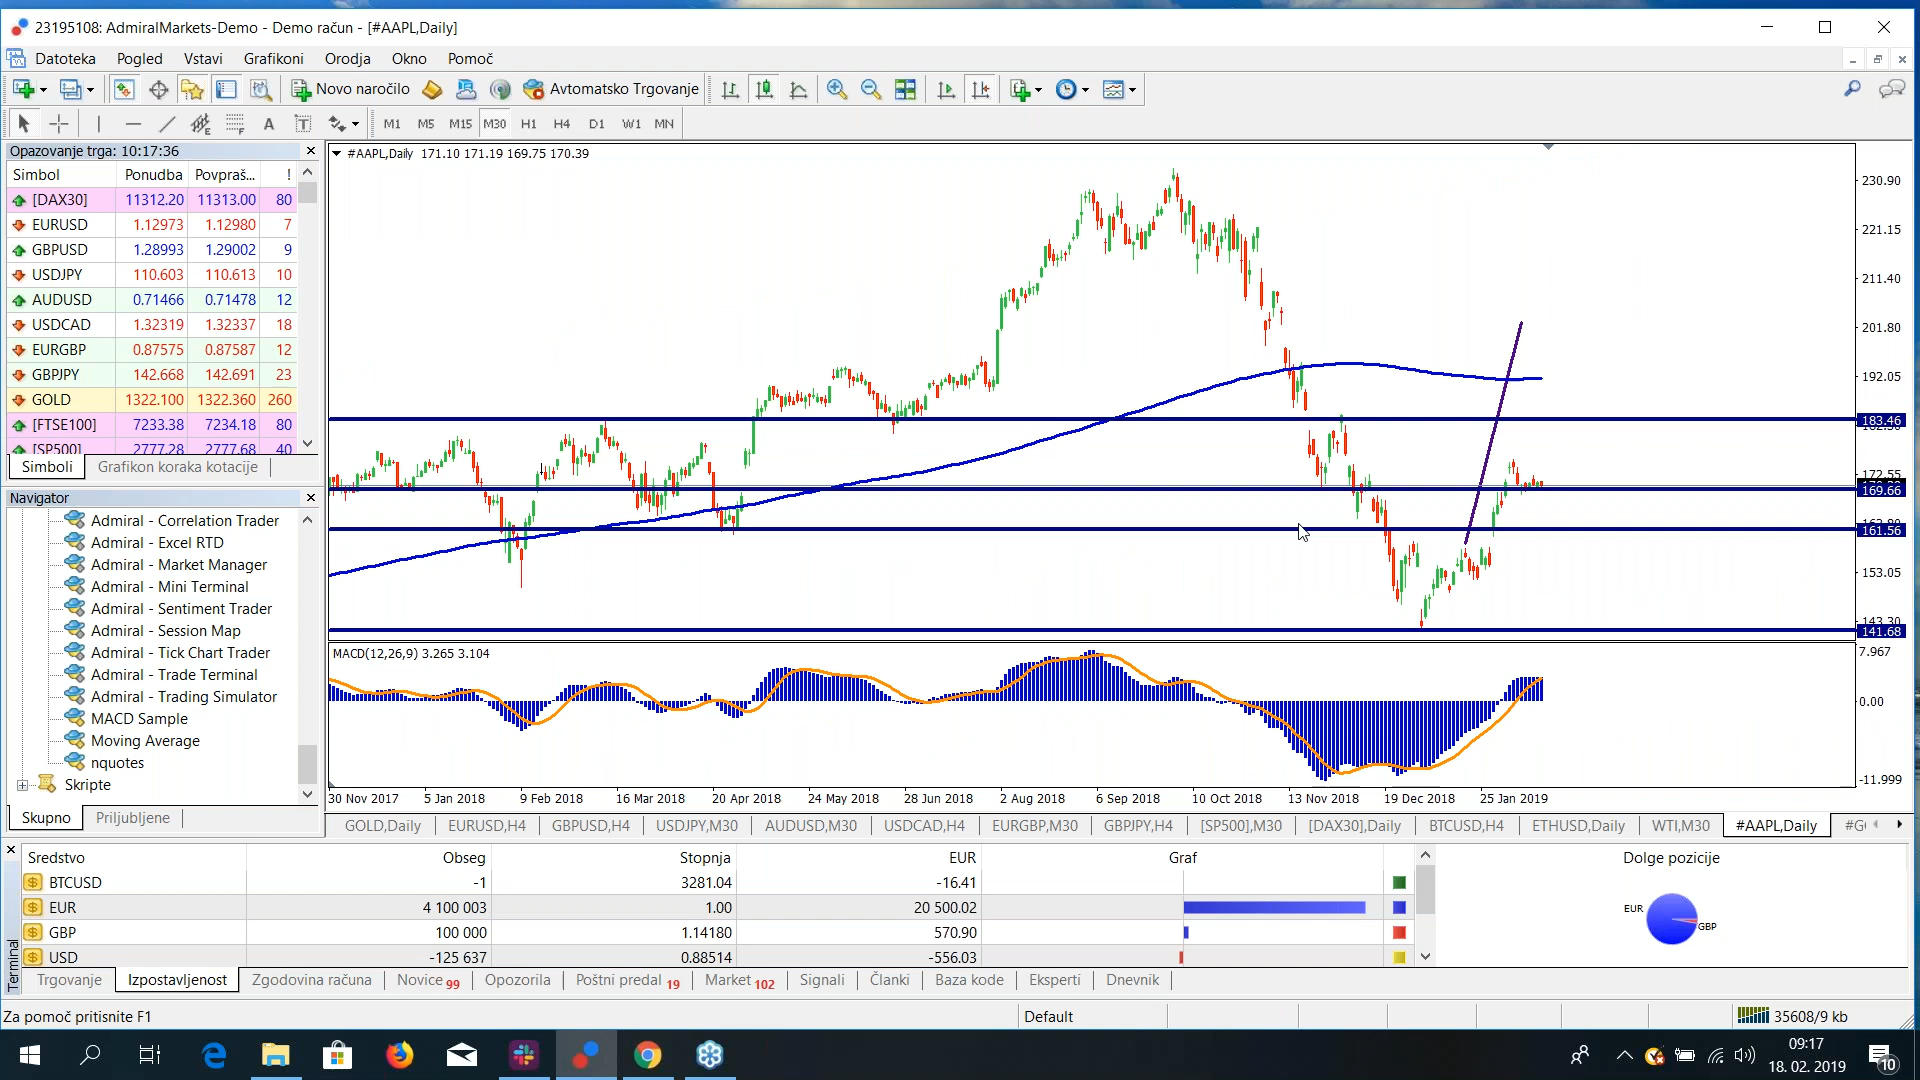 23195108: AdmiralMarkets-Demo - Demo račun - [#AAPL,Daily]
Datoteka Pogled Vstavi Grafikoni Orodja Okno Pomoč
Novo naročilo Avtomatsko Trgovanje
A T M1 M5 M15 M30 H1 H4 D1 W1 MN
Opazovanje trga: 10:17:36
Simbol Ponudba Povpraš... !
[DAX30] 11312.20 11313.00 80
EURUSD 1.12973 1.12980 7
GBPUSD 1.28993 1.29002 9
USDJPY 110.603 110.613 10
AUDUSD 0.71466 0.71478 12
USDCAD 1.32319 1.32337 18
EURGBP 0.87575 0.87587 12
GBPJPY 142.668 142.691 23
GOLD 1322.100 1322.360 260
[FTSE100] 7233.38 7234.18 80
[SP500] 2777.28 2777.68 40
Simboli Grafikon koraka kotacije
Navigator
Admiral - Correlation Trader
Admiral - Excel RTD
Admiral - Market Manager
Admiral - Mini Terminal
Admiral - Sentiment Trader
Admiral - Session Map
Admiral - Tick Chart Trader
Admiral - Trade Terminal
Admiral - Trading Simulator
MACD Sample
Moving Average
nquotes
Skripte
Skupno Priljubljene
#AAPL,Daily 171.10 171.19 169.75 170.39
230.90
221.15
211.40
201.80
192.05
183.46
172.55
169.66
161.56
153.05
143.30
141.68
MACD(12,26,9) 3.265 3.104
7.967
0.00
-11.999
30 Nov 2017 5 Jan 2018 9 Feb 2018 16 Mar 2018 20 Apr 2018 24 May 2018 28 Jun 2018 2 Aug 2018 6 Sep 2018 10 Oct 2018 13 Nov 2018 19 Dec 2018 25 Jan 2019
GOLD,Daily EURUSD,H4 GBPUSD,H4 USDJPY,M30 AUDUSD,M30 USDCAD,H4 EURGBP,M30 GBPJPY,H4 [SP500],M30 [DAX30],Daily BTCUSD,H4 ETHUSD,Daily WTI,M30 #AAPL,Daily
Sredstvo Obseg Stopnja EUR Graf Dolge pozicije
BTCUSD -1 3281.04 -16.41
EUR 4 100 003 1.00 20 500.02
GBP 100 000 1.14180 570.90
USD -125 637 0.88514 -556.03
EUR
GBP
Terminal
Trgovanje Izpostavljenost Zgodovina računa Novice 99 Opozorila Poštni predal 19 Market 102 Signali Članki Baza kode Eksperti Dnevnik
Za pomoč pritisnite F1 Default 35608/9 kb
09:17
18. 02. 2019
10